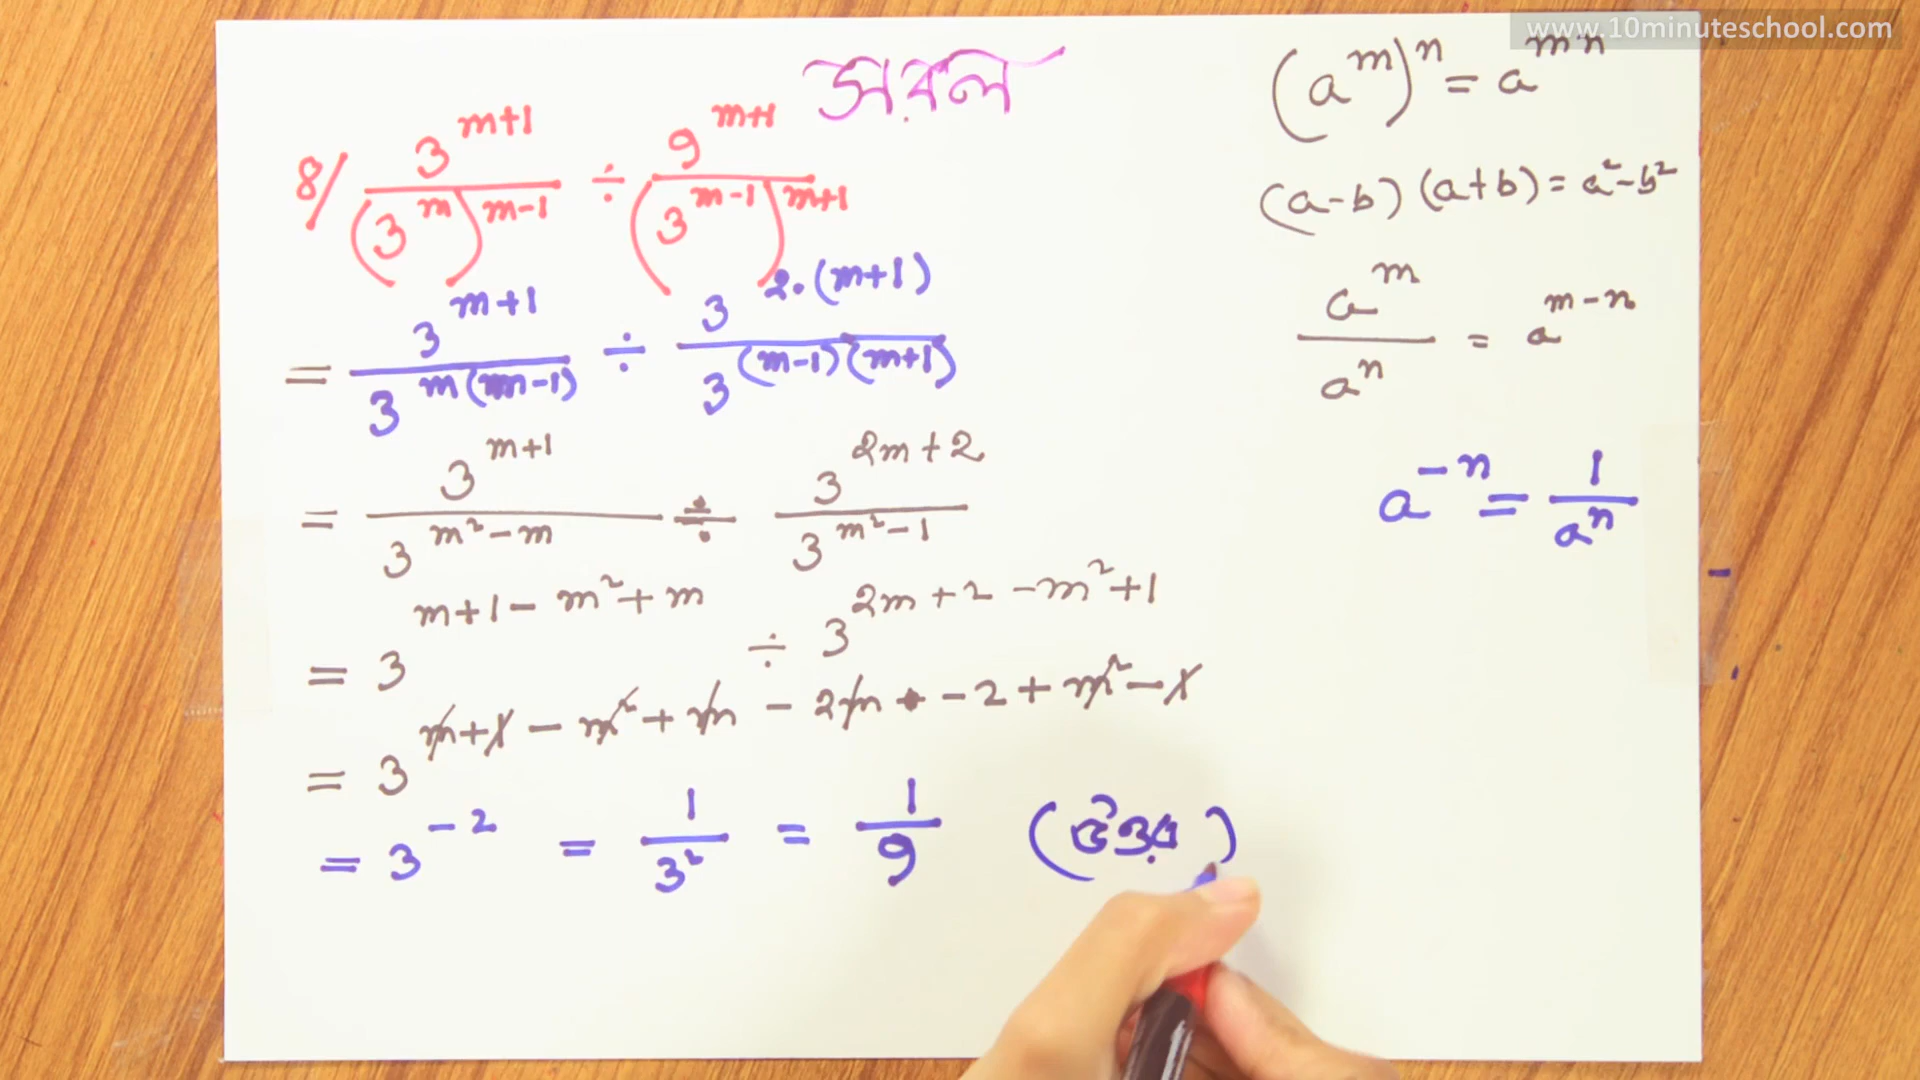 www.10minuteschool.com
সরল
8/ 3^(m+1) / (3^m)^(m-1) ÷ 9^(m+1) / (3^(m-1))^(m+1)
= 3^(m+1) / 3^(m(m-1)) ÷ 3^(2·(m+1)) / 3^((m-1)(m+1))
= 3^(m+1) / 3^(m²-m) ÷ 3^(2m+2) / 3^(m²-1)
= 3^(m+1-m²+m) ÷ 3^(2m+2-m²+1)
= 3^(m+1-m²+m-2m-2+m²-1)
= 3^(-2) = 1/3² = 1/9 (উত্তর)
(a^m)^n = a^(mn)
(a-b)(a+b) = a²-b²
a^m / a^n = a^(m-n)
a^(-n) = 1/a^n